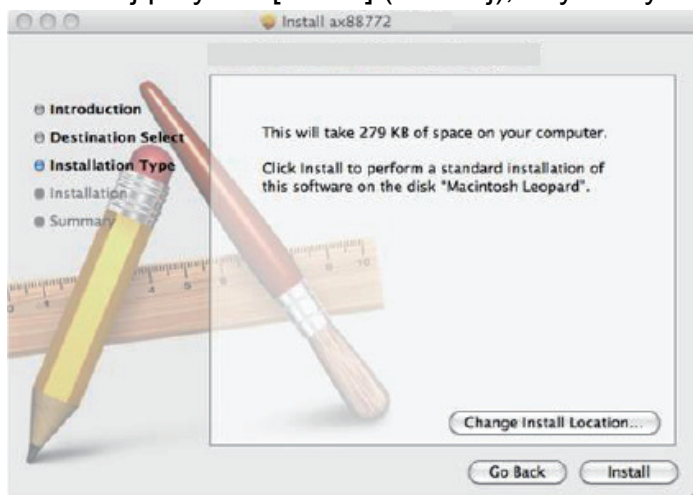 Install ax88772
Introduction
Destination Select
Installation Type
Installation
Summary
This will take 279 KB of space on your computer.
Click Install to perform a standard installation of
this software on the disk "Macintosh Leopard".
Change Install Location...
Go Back
Install